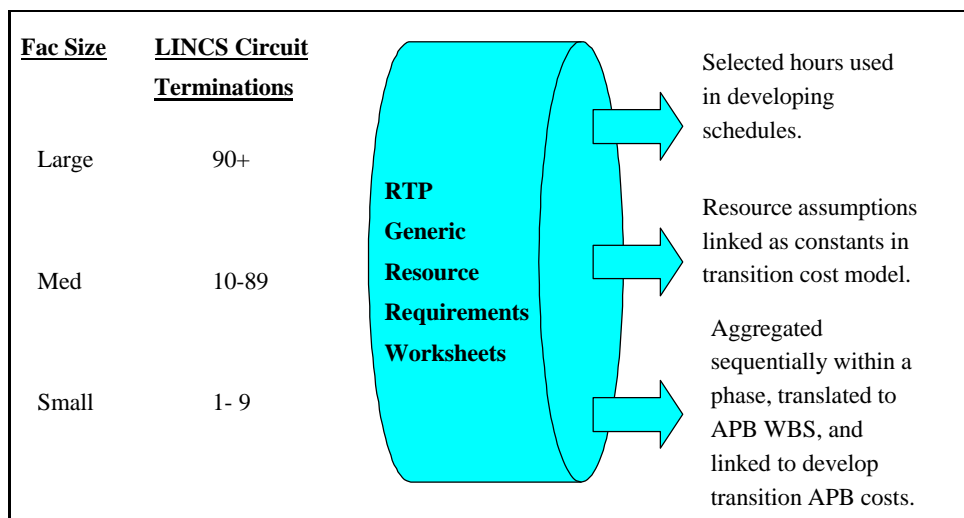 Fac Size
LINCS Circuit
Terminations
Large 90+
Med 10-89
Small 1- 9
RTP
Generic
Resource
Requirements
Worksheets
Selected hours used
in developing
schedules.
Resource assumptions
linked as constants in
transition cost model.
Aggregated
sequentially within a
phase, translated to
APB WBS, and
linked to develop
transition APB costs.